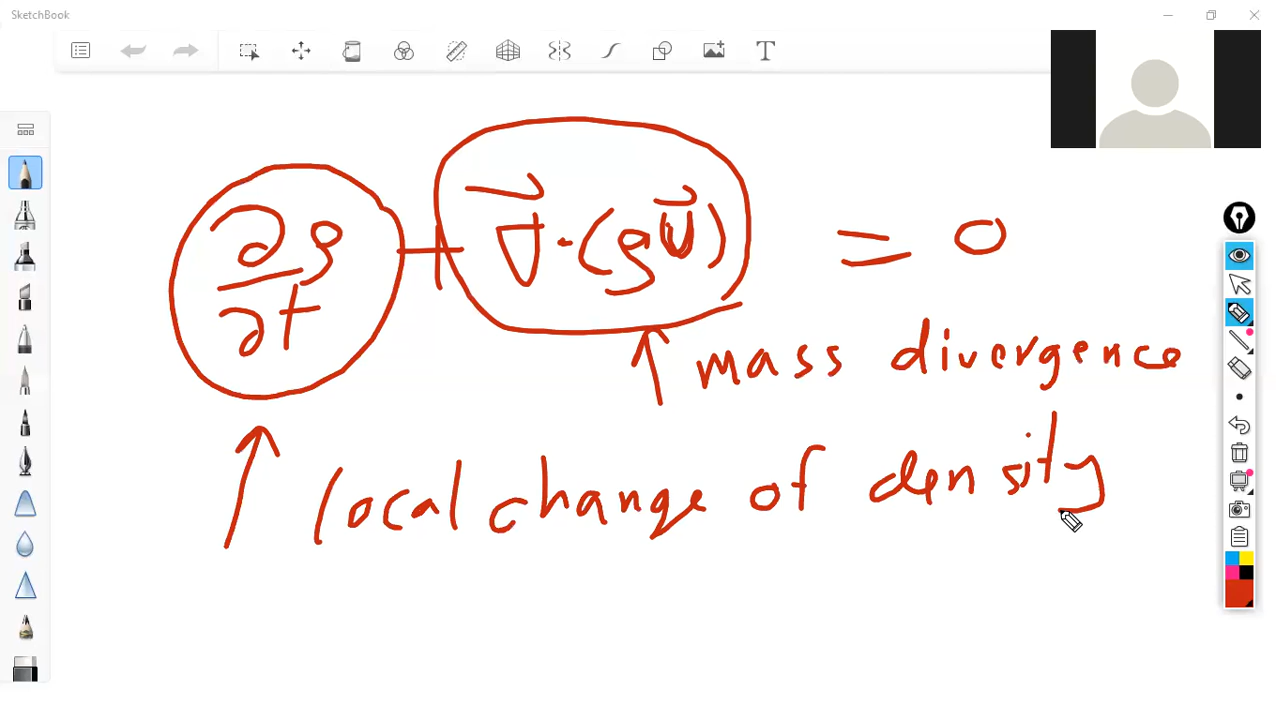 SketchBook
∂ρ/∂t + ∇⃗ · (ρU⃗) = 0
mass divergence
local change of density